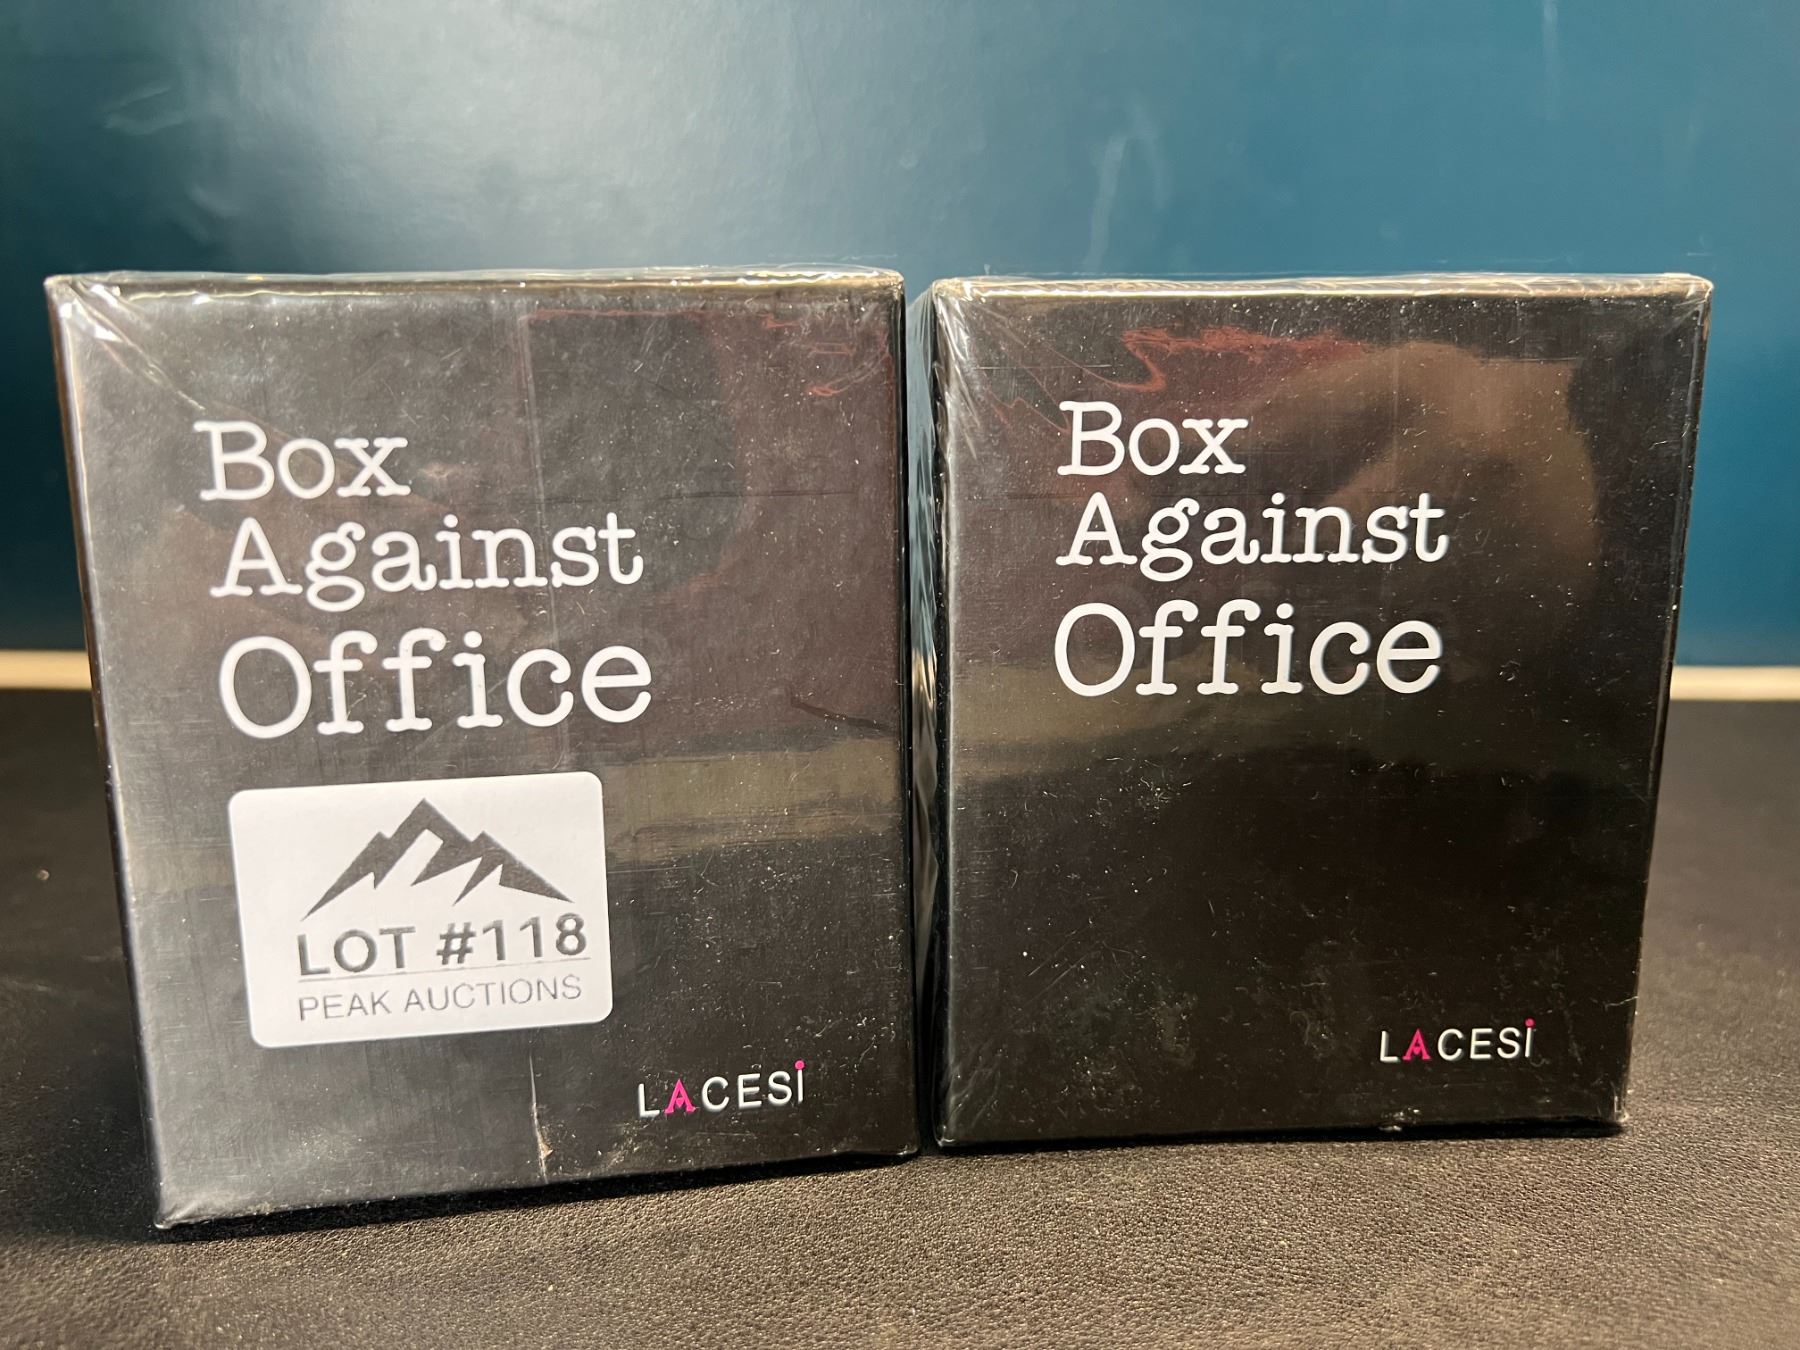 Box
Against
Office
LOT #118
PEAK AUCTIONS
LACESi
Box
Against
Office
LACESi